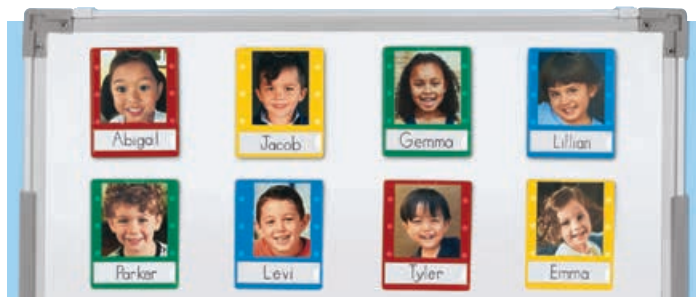 Abigail
Jacob
Gemma
Lillian
Parker
Levi
Tyler
Emma